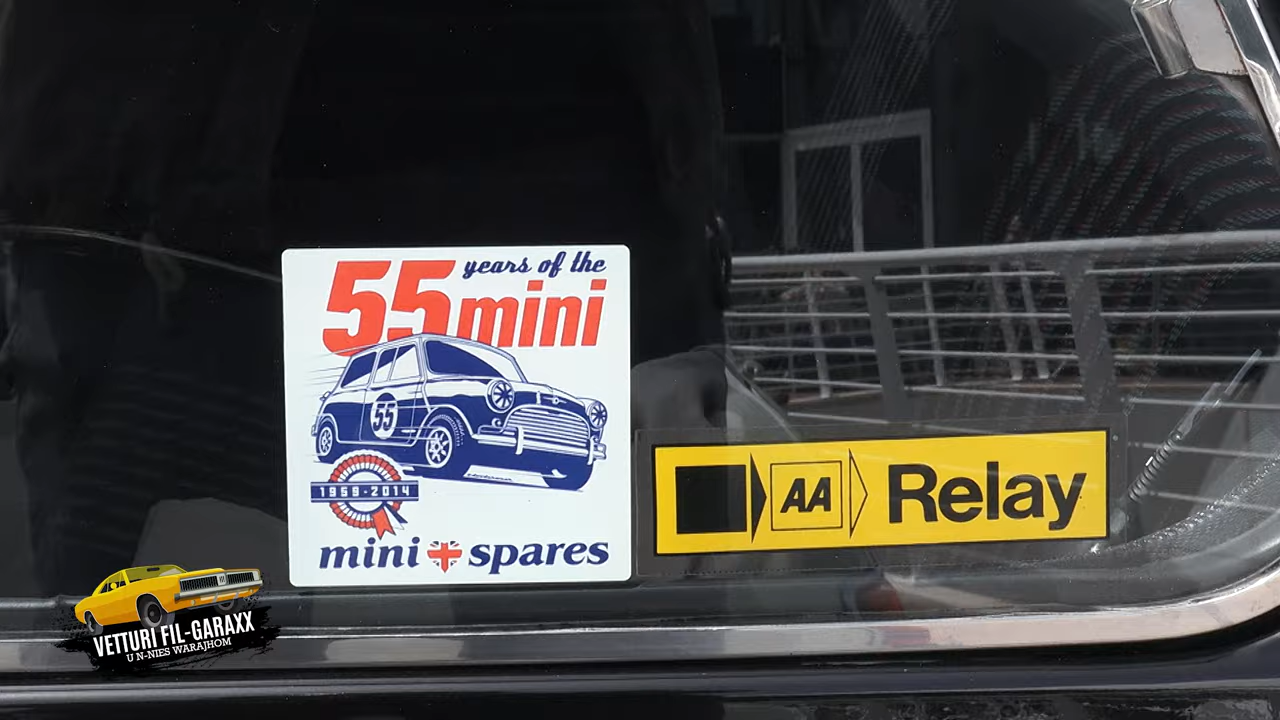 55 years of the
mini
55
1959-2014
mini spares
AA Relay
VETTURI FIL-GARAXX
U N-NIES WARAJHOM